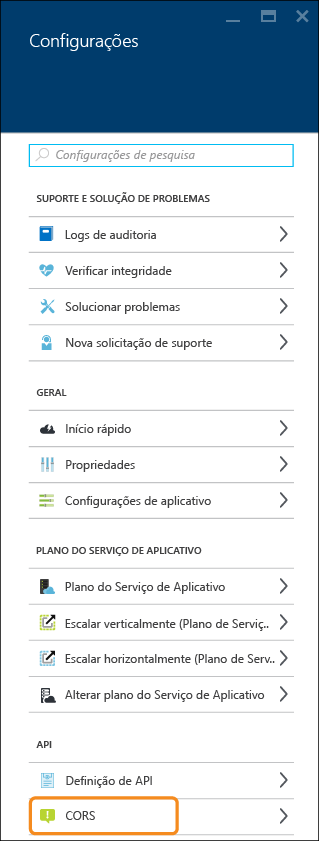 Configurações
Configurações de pesquisa
SUPORTE E SOLUÇÃO DE PROBLEMAS
Logs de auditoria
Verificar integridade
Solucionar problemas
Nova solicitação de suporte
GERAL
Início rápido
Propriedades
Configurações de aplicativo
PLANO DO SERVIÇO DE APLICATIVO
Plano do Serviço de Aplicativo
Escalar verticalmente (Plano de Serviç..
Escalar horizontalmente (Plano de Serv..
Alterar plano do Serviço de Aplicativo
API
Definição de API
CORS